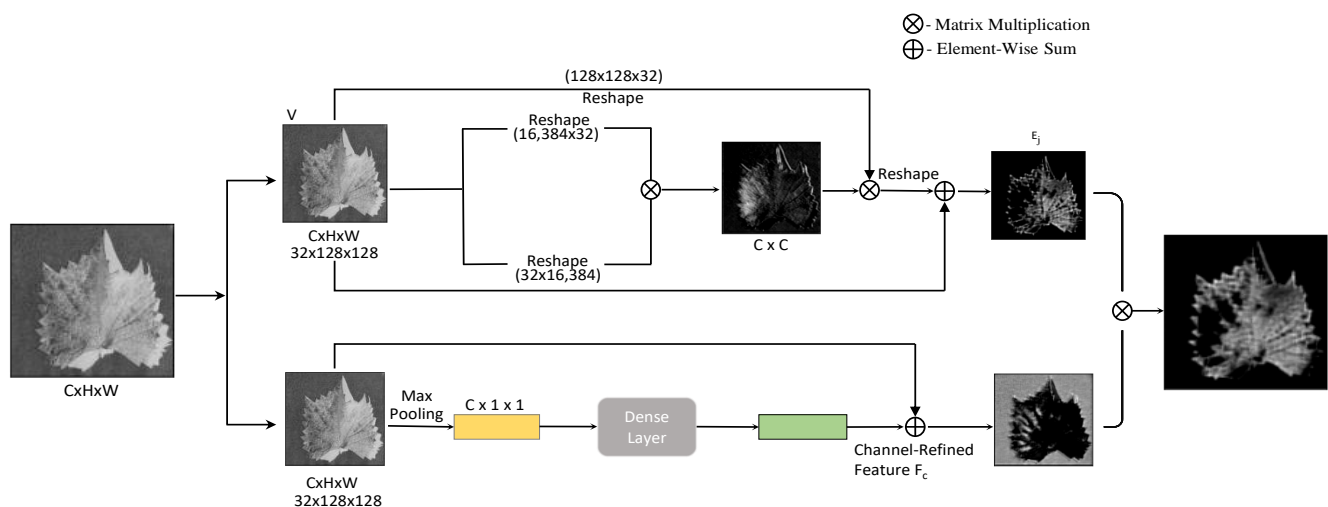 - Matrix Multiplication
- Element-Wise Sum
(128x128x32)
Reshape
V
Reshape
(16,384x32)
CxHxW
32x128x128
Reshape
(32x16,384)
C x C
Reshape
Ej
CxHxW
Max
Pooling
C x 1 x 1
Dense
Layer
Channel-Refined
Feature Fc
CxHxW
32x128x128